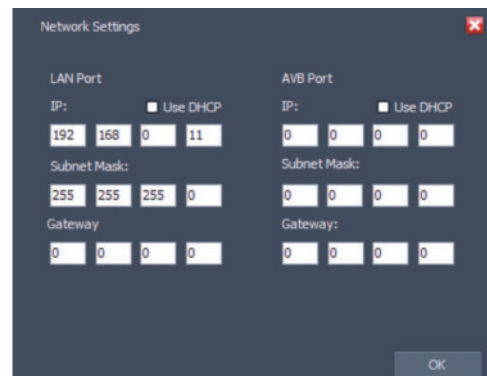 Network Settings
LAN Port
IP: Use DHCP
192 168 0 11
Subnet Mask:
255 255 255 0
Gateway
0 0 0 0
AVB Port
IP: Use DHCP
0 0 0 0
Subnet Mask:
0 0 0 0
Gateway:
0 0 0 0
OK